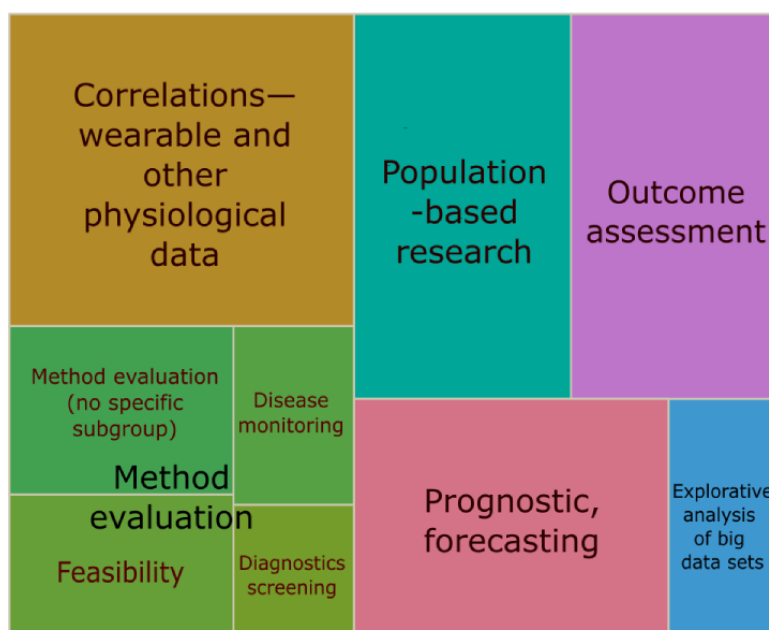 Correlations—
wearable and
other
physiological
data
Population
-based
research
Outcome
assessment
Method evaluation
(no specific
subgroup)
Disease
monitoring
Method
evaluation
Feasibility
Diagnostics
screening
Prognostic,
forecasting
Explorative
analysis
of big
data sets